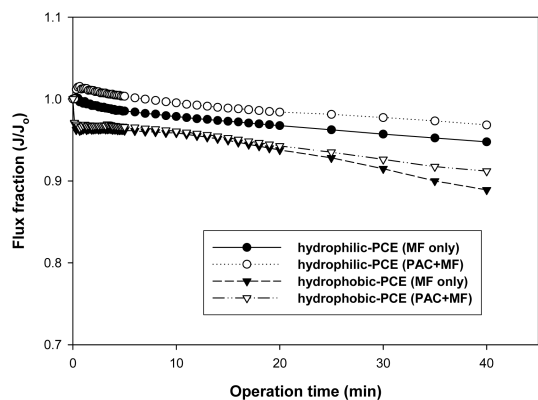 1.1
1.0
0.9
0.8
0.7
Flux fraction (J/Jo)
hydrophilic-PCE (MF only)
hydrophilic-PCE (PAC+MF)
hydrophobic-PCE (MF only)
hydrophobic-PCE (PAC+MF)
0 10 20 30 40
Operation time (min)